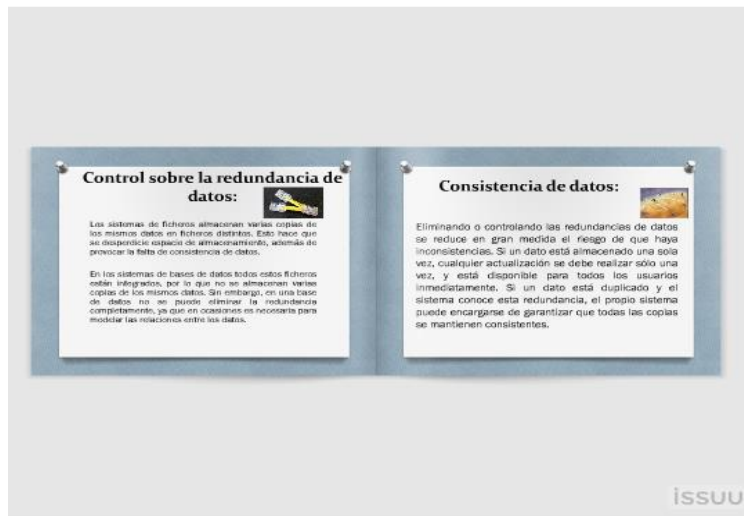 Control sobre la redundancia de
datos:
Los sistemas de ficheros almacenan varias copias de
los mismos datos en ficheros distintos. Esto hace que
se desperdicie espacio de almacenamiento, además de
provocar la falta de consistencia de datos.
En los sistemas de bases de datos todos estos ficheros
están integrados, por lo que no se almacenan varias
copias de los mismos datos. Sin embargo, en una base
de datos no se puede eliminar la redundancia
completamente, ya que en ocasiones es necesaria para
modelar las relaciones entre los datos.
Consistencia de datos:
Eliminando o controlando las redundancias de datos
se reduce en gran medida el riesgo de que haya
inconsistencias. Si un dato está almacenado una sola
vez, cualquier actualización se debe realizar sólo una
vez, y está disponible para todos los usuarios
inmediatamente. Si un dato está duplicado y el
sistema conoce esta redundancia, el propio sistema
puede encargarse de garantizar que todas las copias
se mantienen consistentes.
issuu